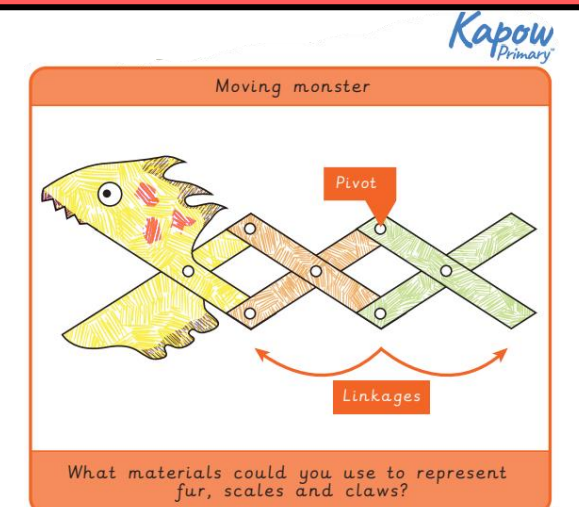 Kapow
Primary
Moving monster
Pivot
Linkages
What materials could you use to represent
fur, scales and claws?